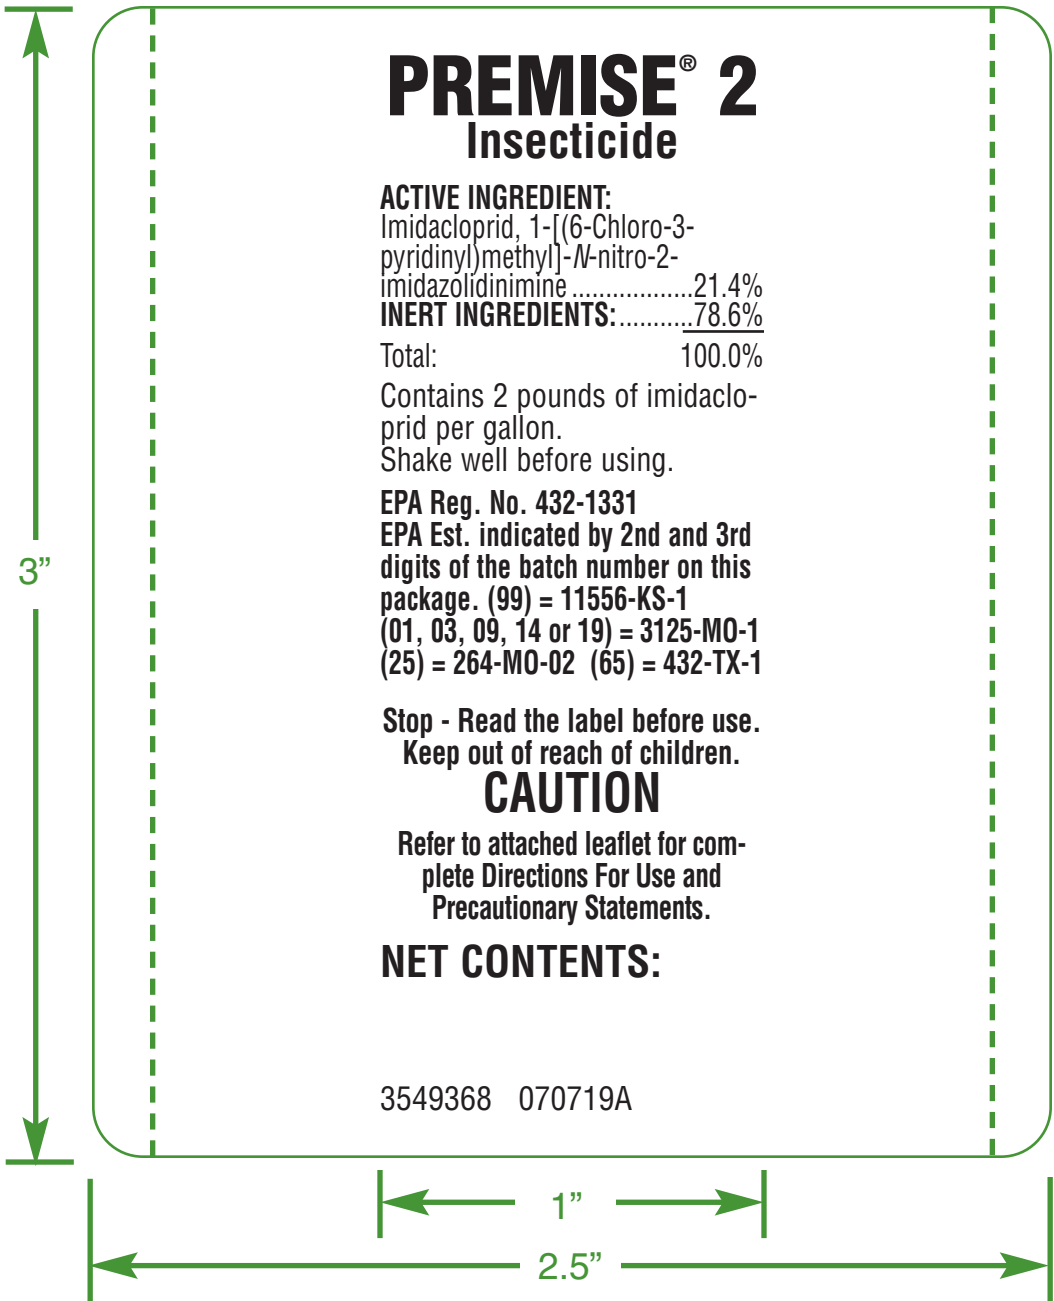 PREMISE® 2
Insecticide
ACTIVE INGREDIENT:
Imidacloprid, 1-[(6-Chloro-3-
pyridinyl)methyl]-N-nitro-2-
imidazolidinimine ..................21.4%
INERT INGREDIENTS:...........78.6%
Total: 100.0%
Contains 2 pounds of imidaclo-
prid per gallon.
Shake well before using.
EPA Reg. No. 432-1331
EPA Est. indicated by 2nd and 3rd
digits of the batch number on this
package. (99) = 11556-KS-1
(01, 03, 09, 14 or 19) = 3125-MO-1
(25) = 264-MO-02 (65) = 432-TX-1
Stop - Read the label before use.
Keep out of reach of children.
CAUTION
Refer to attached leaflet for com-
plete Directions For Use and
Precautionary Statements.
NET CONTENTS:
3549368 070719A
3”
1”
2.5”